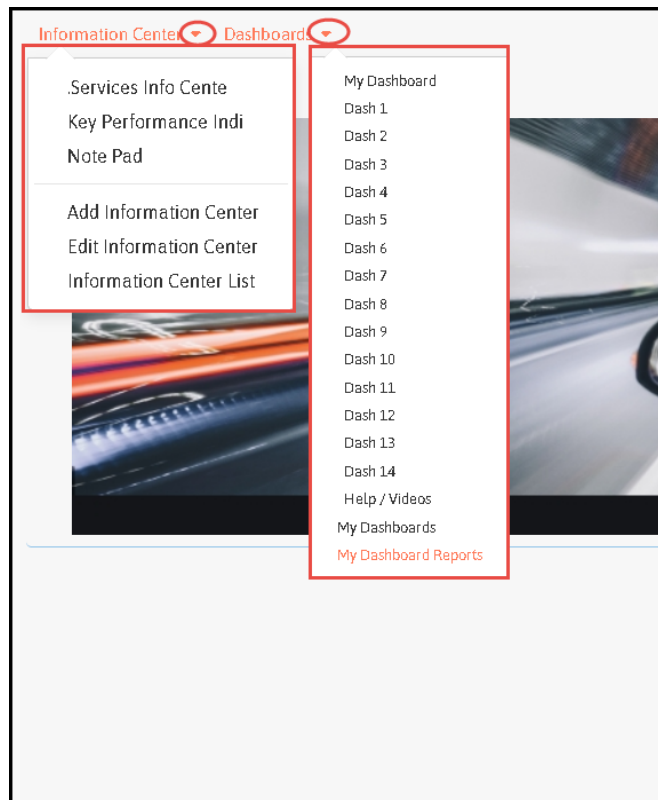 Information Center Dashboards
.Services Info Cente
Key Performance Indi
Note Pad
Add Information Center
Edit Information Center
Information Center List
My Dashboard
Dash 1
Dash 2
Dash 3
Dash 4
Dash 5
Dash 6
Dash 7
Dash 8
Dash 9
Dash 10
Dash 11
Dash 12
Dash 13
Dash 14
Help / Videos
My Dashboards
My Dashboard Reports